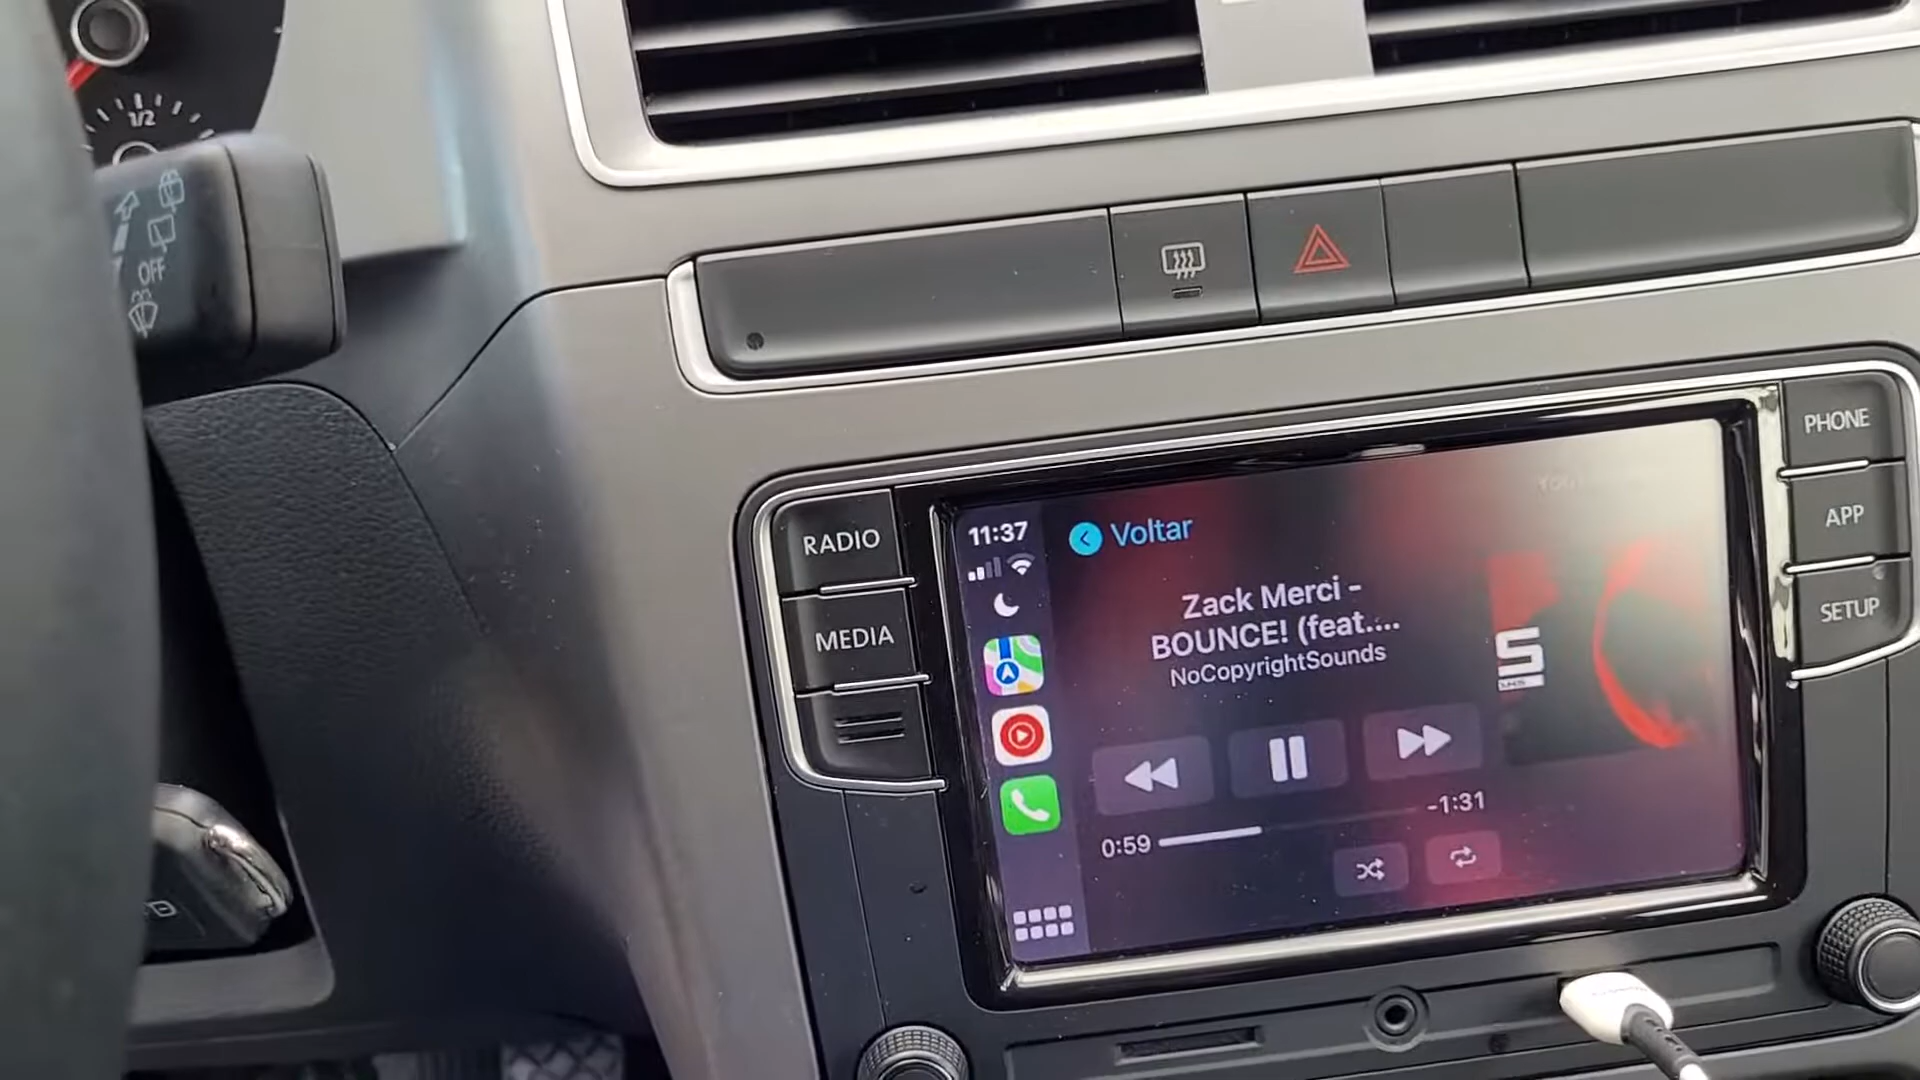 1/2
OFF
RADIO
MEDIA
PHONE
APP
SETUP
11:37
Voltar
Zack Merci -
BOUNCE! (feat....
NoCopyrightSounds
-1:31
0:59
S